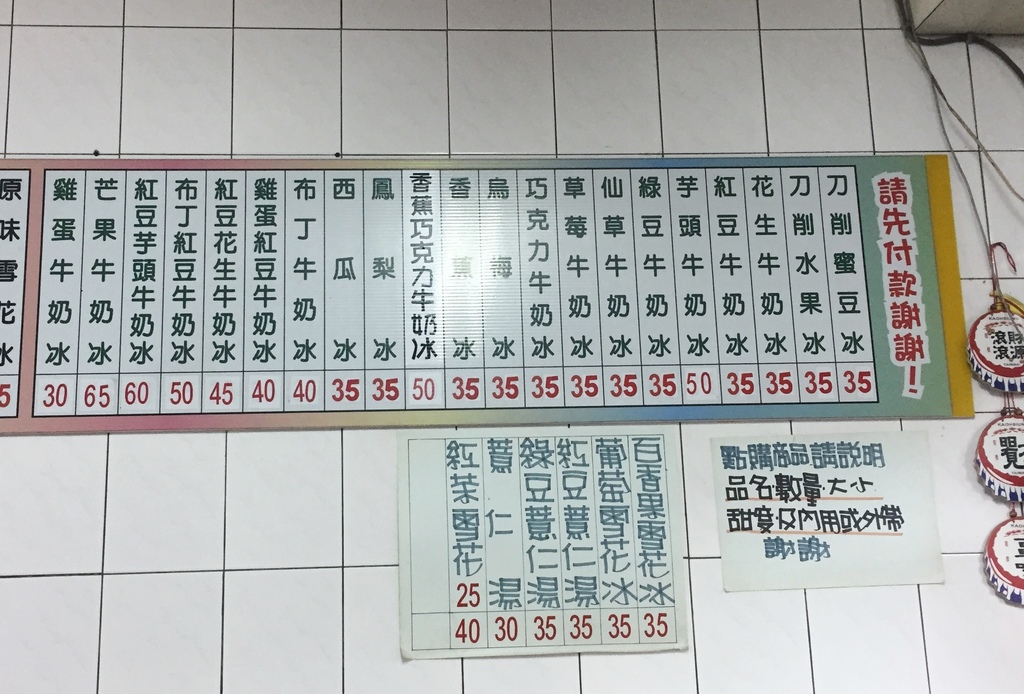 請先付款謝謝！
刀削蜜豆冰 35
刀削水果冰 35
花生牛奶冰 35
紅豆牛奶冰 35
芋頭牛奶冰 50
綠豆牛奶冰 35
仙草牛奶冰 35
草莓牛奶冰 35
巧克力牛奶冰 35
烏梅冰 35
香蕉冰 35
香蕉巧克力牛奶冰 50
鳳梨冰 35
西瓜冰 35
布丁牛奶冰 40
雞蛋紅豆牛奶冰 40
紅豆花生牛奶冰 45
布丁紅豆牛奶冰 50
紅豆芋頭牛奶冰 60
芒果牛奶冰 65
雞蛋牛奶冰 30
原味雪花冰 5
百香果雪花冰 35
葡萄雪花冰 35
紅豆薏仁湯 35
綠豆薏仁湯 35
薏仁湯 30
紅茶雪花 25 40
點購商品請說明
品名·數量·大小
甜度及內用或外帶
謝謝